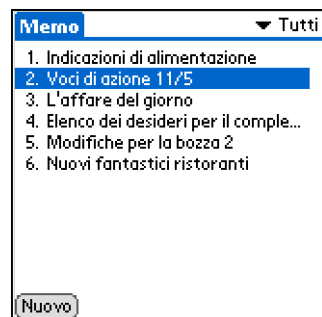 Memo Tutti
1. Indicazioni di alimentazione
2. Voci di azione 11/5
3. L'affare del giorno
4. Elenco dei desideri per il comple...
5. Modifiche per la bozza 2
6. Nuovi fantastici ristoranti
Nuovo